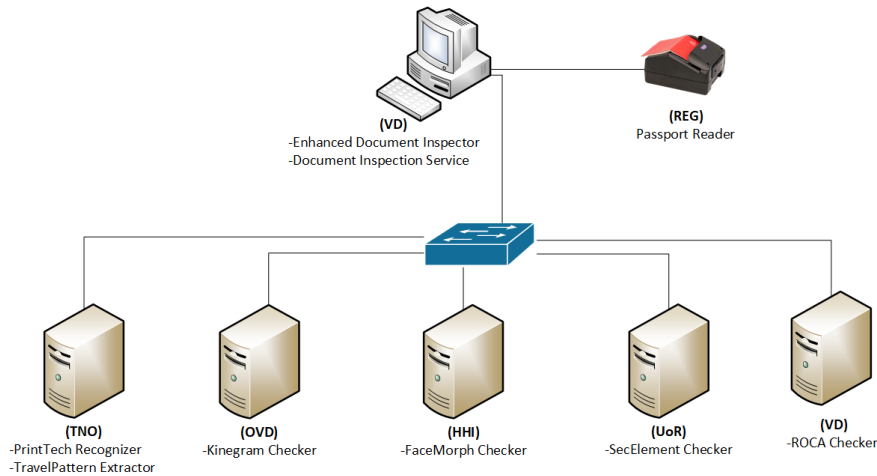 (VD)
-Enhanced Document Inspector
-Document Inspection Service
(REG)
Passport Reader
(TNO)
-PrintTech Recognizer
-TravelPattern Extractor
(OVD)
-Kinegram Checker
(HHI)
-FaceMorph Checker
(UoR)
-SecElement Checker
(VD)
-ROCA Checker